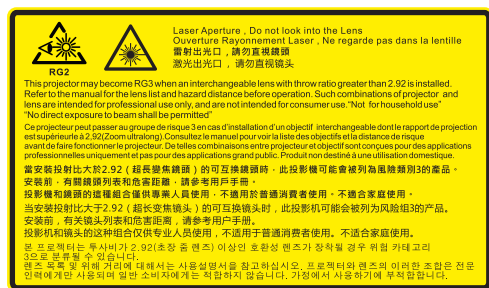 Laser Aperture , Do not look into the Lens
Ouverture Rayonnement Laser , Ne regarde pas dans la lentille
雷射出光口，請勿直視鏡頭
激光出光口，请勿直视镜头
RG2
This projector may become RG3 when an interchangeable lens with throw ratio greater than 2.92 is installed.
Refer to the manual for the lens list and hazard distance before operation. Such combinations of projector and
lens are intended for professional use only, and are not intended for consumer use."Not for household use"
"No direct exposure to beam shall be permitted"
Ce projecteur peut passer au groupe de risque 3 en cas d'installation d'un objectif interchangeable dont le rapport de projection
est supérieure à 2,92(Zoom ultralong).Consultez le manuel pour voir la liste des objectifs et la distance de risque
avant de faire fonctionner le projecteur. De telles combinaisons entre projecteur et objectif sont conçues pour des applications
professionnelles uniquement et pas pour des applications grand public. Produit non destiné à une utilisation domestique.
當安裝投射比大於2.92（超長變焦鏡頭）的可互換鏡頭時，此投影機可能會被列為風險類別3的產品。
安裝前，有關鏡頭列表和危害距離，請參考用戶手冊。
投影機和鏡頭的這種組合僅供專業人員使用，不適用於普通消費者使用。不適合家庭使用。
当安装投射比大于2.92（超长变焦镜头）的可互换镜头时，此投影机可能会被列为风险组3的产品。
安装前，有关镜头列表和危害距离，请参考用户手册。
投影机和镜头的这种组合仅供专业人员使用，不适用于普通消费者使用。不适合家庭使用。
본 프로젝터는 투사비가 2.92(초장 줌 렌즈) 이상인 호환성 렌즈가 장착될 경우 위험 카테고리
3으로 분류될 수 있습니다.
렌즈 목록 및 위해 거리에 대해서는 사용설명서를 참고하십시오. 프로젝터와 렌즈의 이러한 조합은 전문
인력에게만 사용되며 일반 소비자에게는 적합하지 않습니다. 가정에서 사용하기에 부적합합니다.